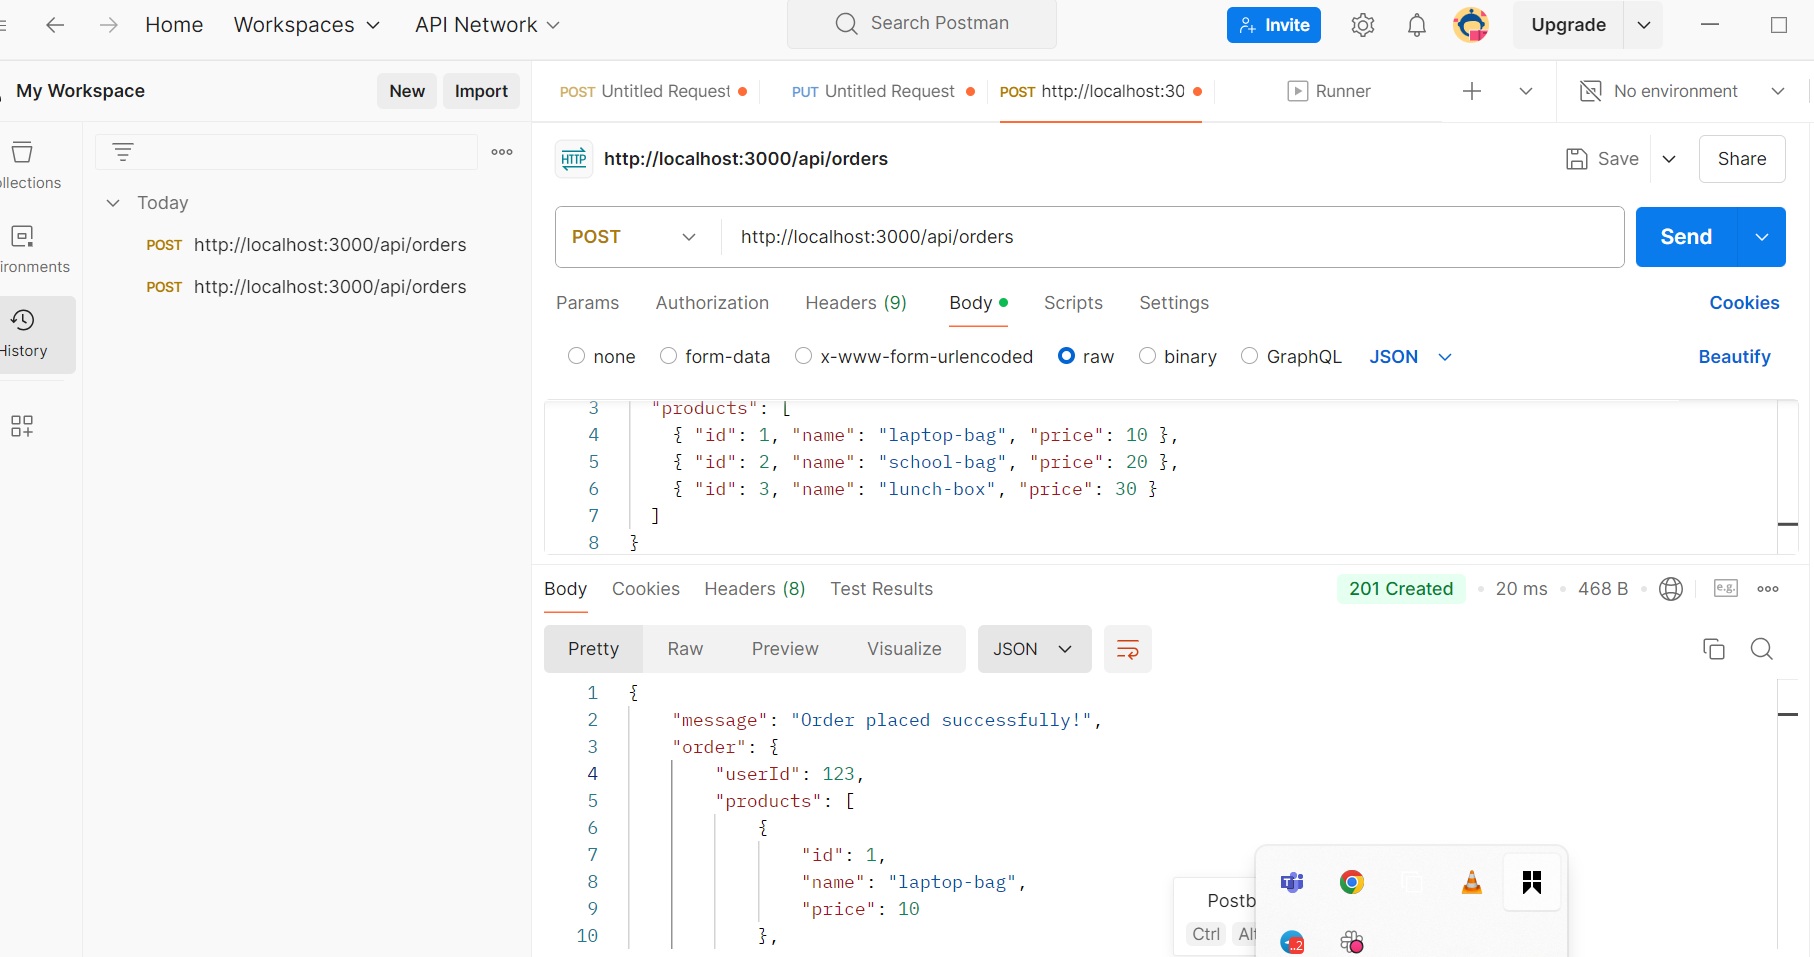 Home Workspaces API Network Search Postman Invite Upgrade
My Workspace New Import POST Untitled Request PUT Untitled Request POST http://localhost:30 Runner No environment
HTTP http://localhost:3000/api/orders Save Share
ollections
Today
POST http://localhost:3000/api/orders
POST http://localhost:3000/api/orders
ironments
History
POST http://localhost:3000/api/orders Send
Params Authorization Headers (9) Body Scripts Settings Cookies
none form-data x-www-form-urlencoded raw binary GraphQL JSON Beautify
3 "products": [
4 { "id": 1, "name": "laptop-bag", "price": 10 },
5 { "id": 2, "name": "school-bag", "price": 20 },
6 { "id": 3, "name": "lunch-box", "price": 30 }
7 ]
8 }
Body Cookies Headers (8) Test Results 201 Created 20 ms 468 B e.g.
Pretty Raw Preview Visualize JSON
1 {
2 "message": "Order placed successfully!",
3 "order": {
4 "userId": 123,
5 "products": [
6 {
7 "id": 1,
8 "name": "laptop-bag",
9 "price": 10
10 },
Postb
Ctrl Alt